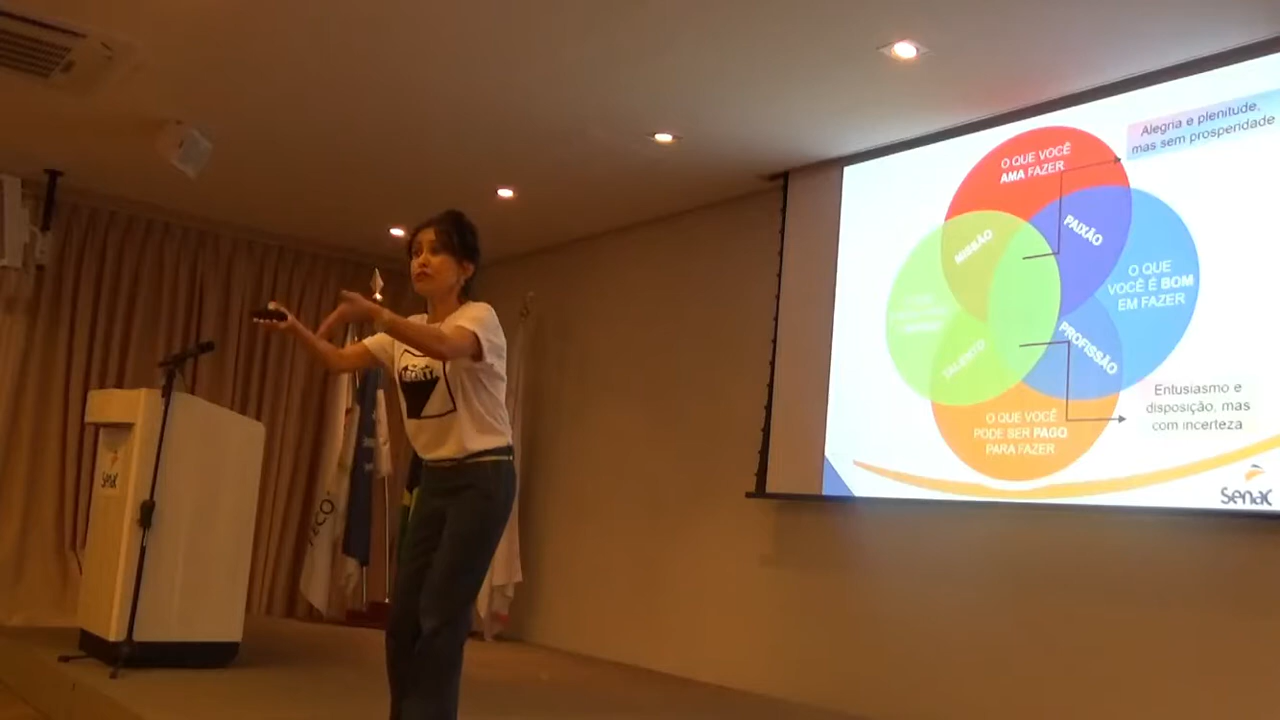 Alegria e plenitude,
mas sem prosperidade
O QUE VOCÊ
AMA FAZER
MISSÃO
PAIXÃO
O QUE
VOCÊ É BOM
EM FAZER
PROFISSÃO
TALENTO
O QUE VOCÊ
PODE SER PAGO
PARA FAZER
Entusiasmo e
disposição, mas
com incerteza
Senac
Senac